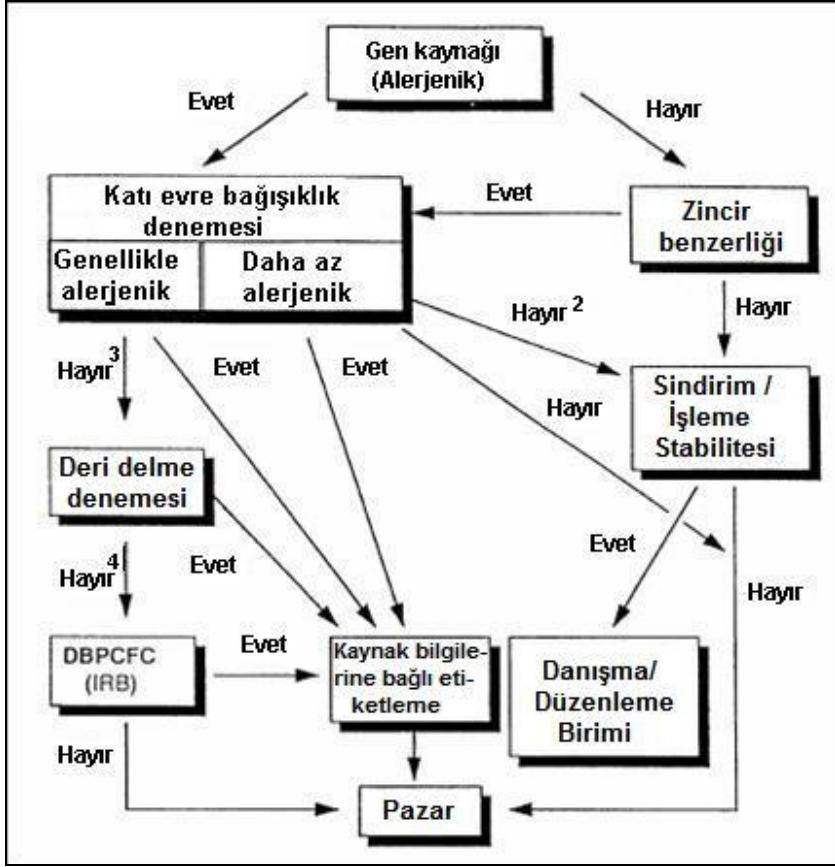 Gen kaynağı
(Alerjenik)
Evet
Hayır
Katı evre bağışıklık
denemesi
Genellikle
alerjenik
Daha az
alerjenik
Evet
Zincir
benzerliği
Hayır
Hayır²
Hayır³
Evet
Evet
Hayır
Sindirim /
İşleme
Stabilitesi
Deri delme
denemesi
Hayır⁴
Evet
Evet
Hayır
DBPCFC
(IRB)
Evet
Kaynak bilgile-
rine bağlı eti-
ketleme
Danışma/
Düzenleme
Birimi
Hayır
Pazar